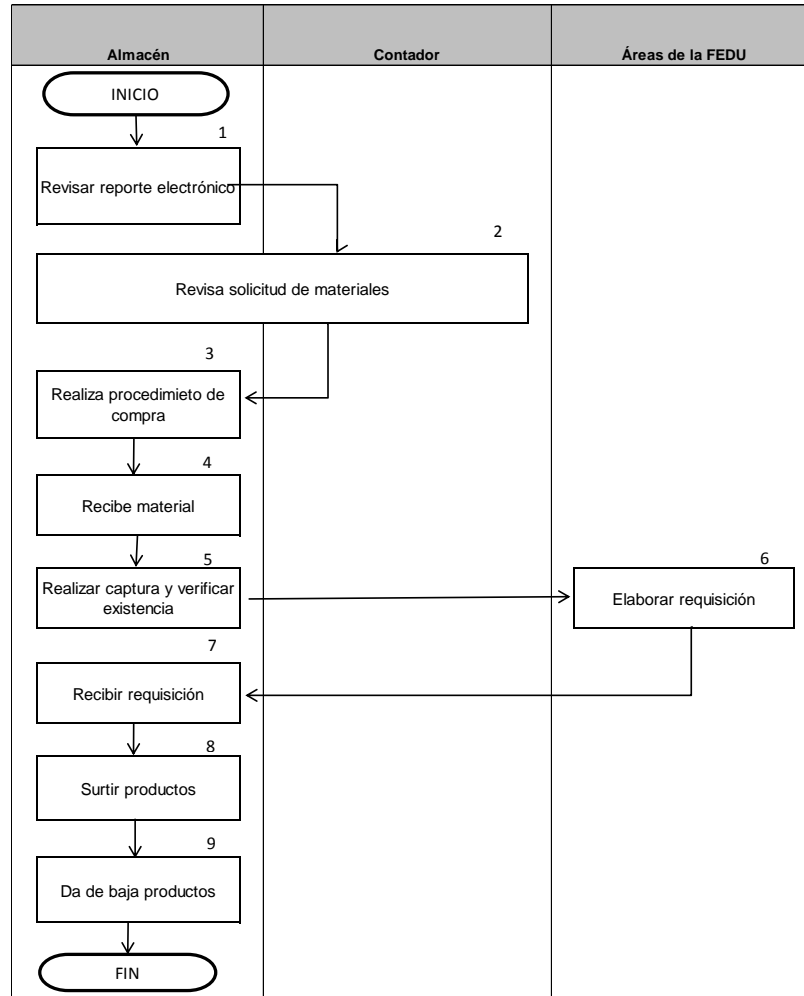 Almacén
Contador
Áreas de la FEDU
INICIO
1
Revisar reporte electrónico
2
Revisa solicitud de materiales
3
Realiza procedimieto de
compra
4
Recibe material
5
Realizar captura y verificar
existencia
6
Elaborar requisición
7
Recibir requisición
8
Surtir productos
9
Da de baja productos
FIN